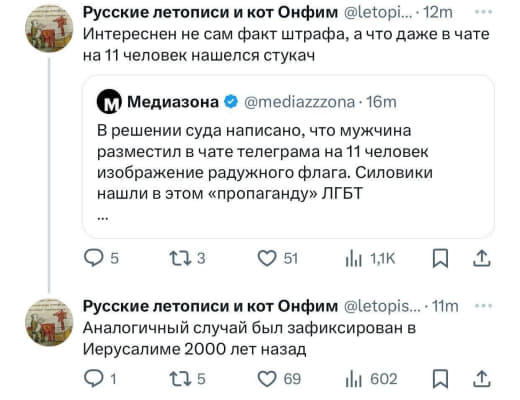 Русские летописи и кот Онфим @letopi... · 12m
Интереснен не сам факт штрафа, а что даже в чате
на 11 человек нашелся стукач
Медиазона @mediazzzona · 16m
В решении суда написано, что мужчина
разместил в чате телеграма на 11 человек
изображение радужного флага. Силовики
нашли в этом «пропаганду» ЛГБТ
...
5 3 51 1,1K
Русские летописи и кот Онфим @letopis... · 11m
Аналогичный случай был зафиксирован в
Иерусалиме 2000 лет назад
1 5 69 602